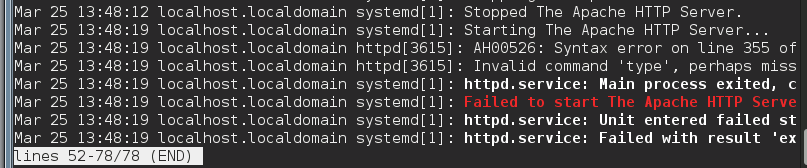 Mar 25 13:48:12 localhost.localdomain systemd[1]: Stopped The Apache HTTP Server.
Mar 25 13:48:19 localhost.localdomain systemd[1]: Starting The Apache HTTP Server...
Mar 25 13:48:19 localhost.localdomain httpd[3615]: AH00526: Syntax error on line 355 of
Mar 25 13:48:19 localhost.localdomain httpd[3615]: Invalid command 'type', perhaps miss
Mar 25 13:48:19 localhost.localdomain systemd[1]: httpd.service: Main process exited, c
Mar 25 13:48:19 localhost.localdomain systemd[1]: Failed to start The Apache HTTP Serve
Mar 25 13:48:19 localhost.localdomain systemd[1]: httpd.service: Unit entered failed st
Mar 25 13:48:19 localhost.localdomain systemd[1]: httpd.service: Failed with result 'ex
lines 52-78/78 (END)